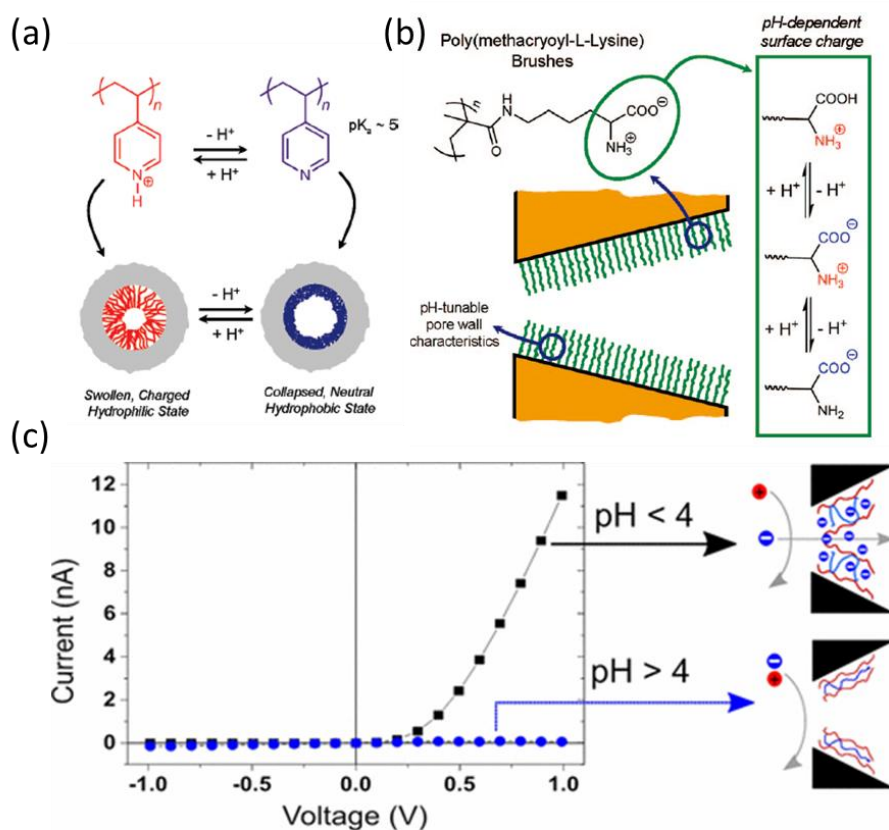 (a)
n
n
- H⁺
+ H⁺
pKₐ ~ 5
N
⊕
H
N
- H⁺
+ H⁺
Swollen, Charged
Hydrophilic State
Collapsed, Neutral
Hydrophobic State
(b)
Poly(methacryoyl-L-Lysine)
Brushes
n
H
N
O
COO⊖
NH₃
⊕
pH-tunable
pore wall
characteristics
pH-dependent
surface charge
COOH
NH₃
⊕
+ H⁺
- H⁺
COO⊖
NH₃
⊕
+ H⁺
- H⁺
COO⊖
NH₂
(c)
Current (nA)
12
10
8
6
4
2
0
-1.0
-0.5
0.0
0.5
1.0
Voltage (V)
pH < 4
pH > 4